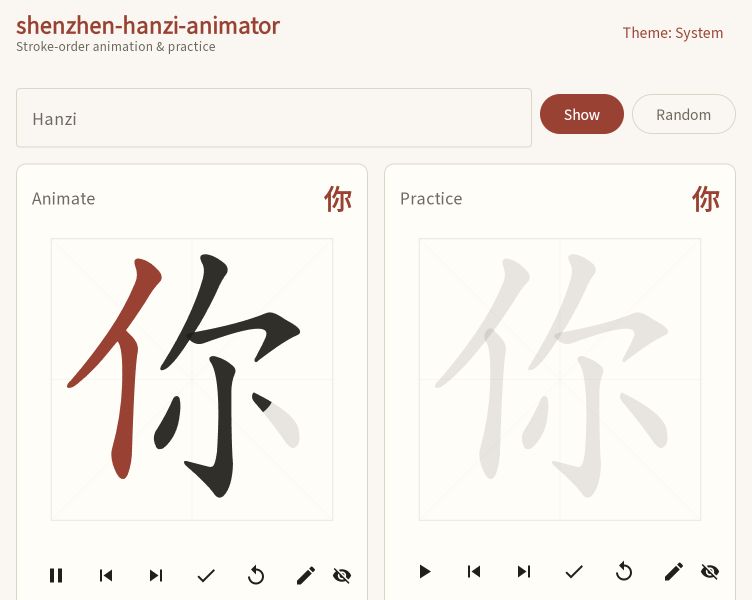 shenzhen-hanzi-animator
Stroke-order animation & practice
Theme: System
Hanzi
Show
Random
Animate
你
Practice
你
你
你